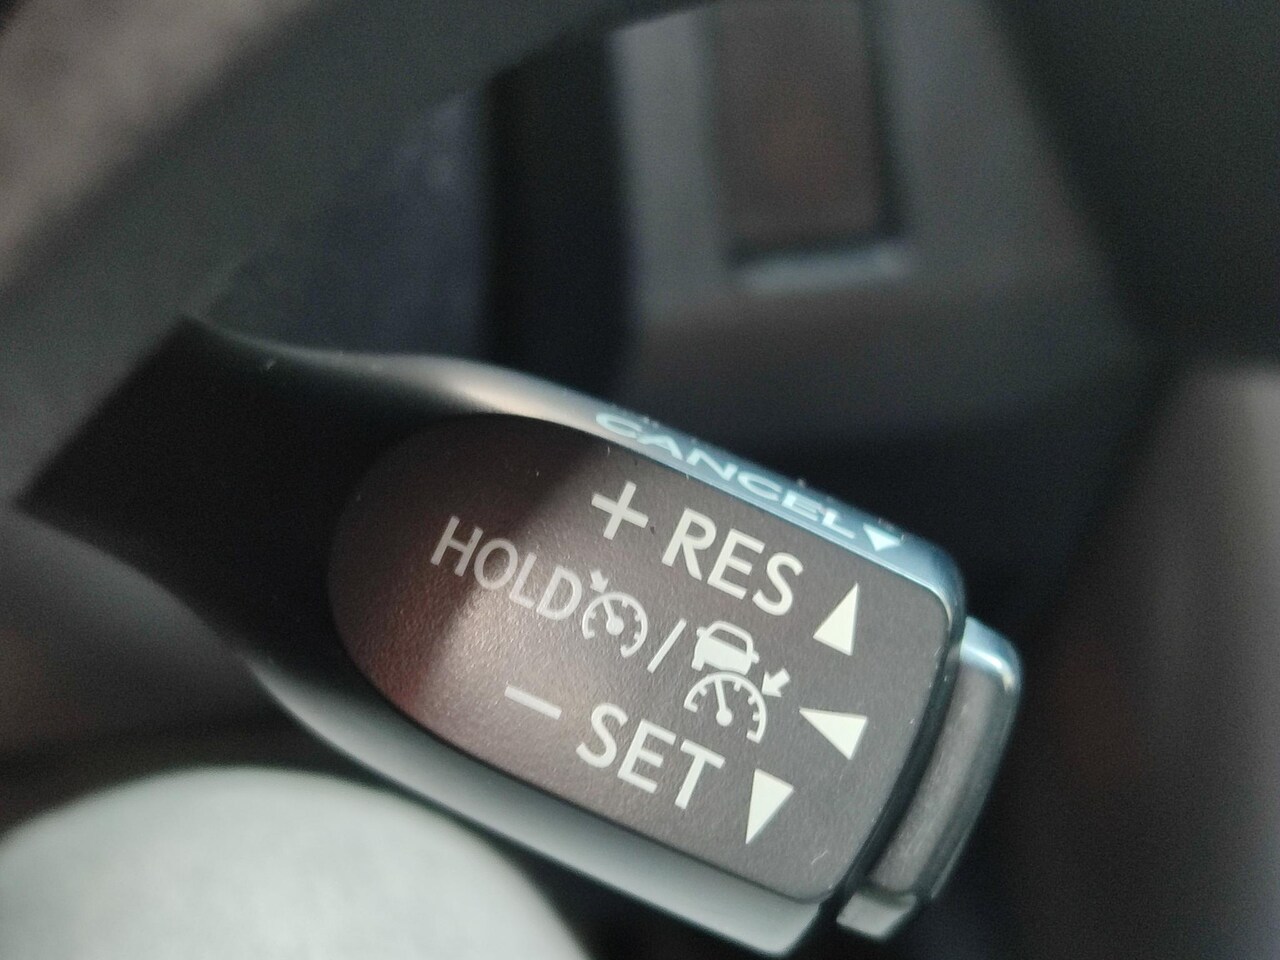 CANCEL
+ RES
HOLD /
− SET